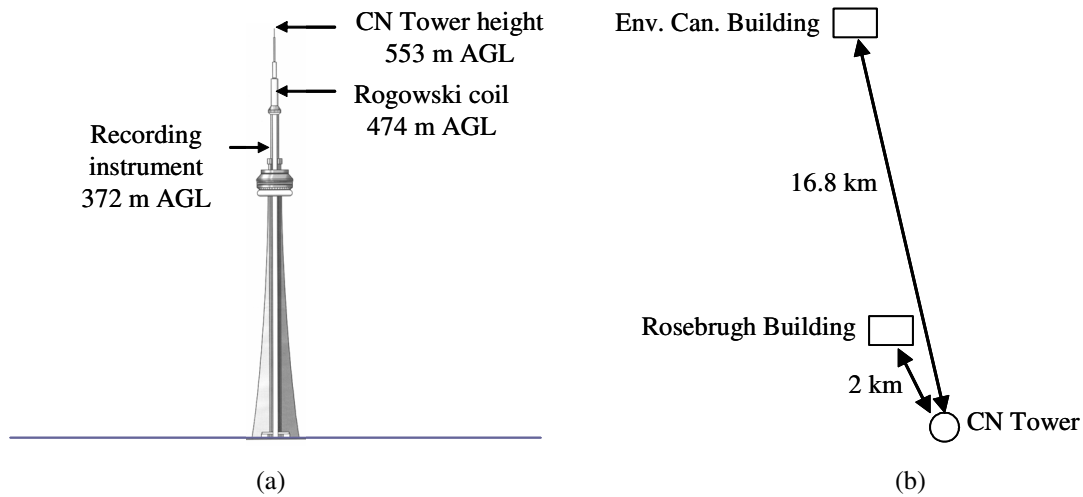 CN Tower height
553 m AGL
Rogowski coil
474 m AGL
Recording
instrument
372 m AGL
(a)
Env. Can. Building
16.8 km
Rosebrugh Building
2 km
CN Tower
(b)